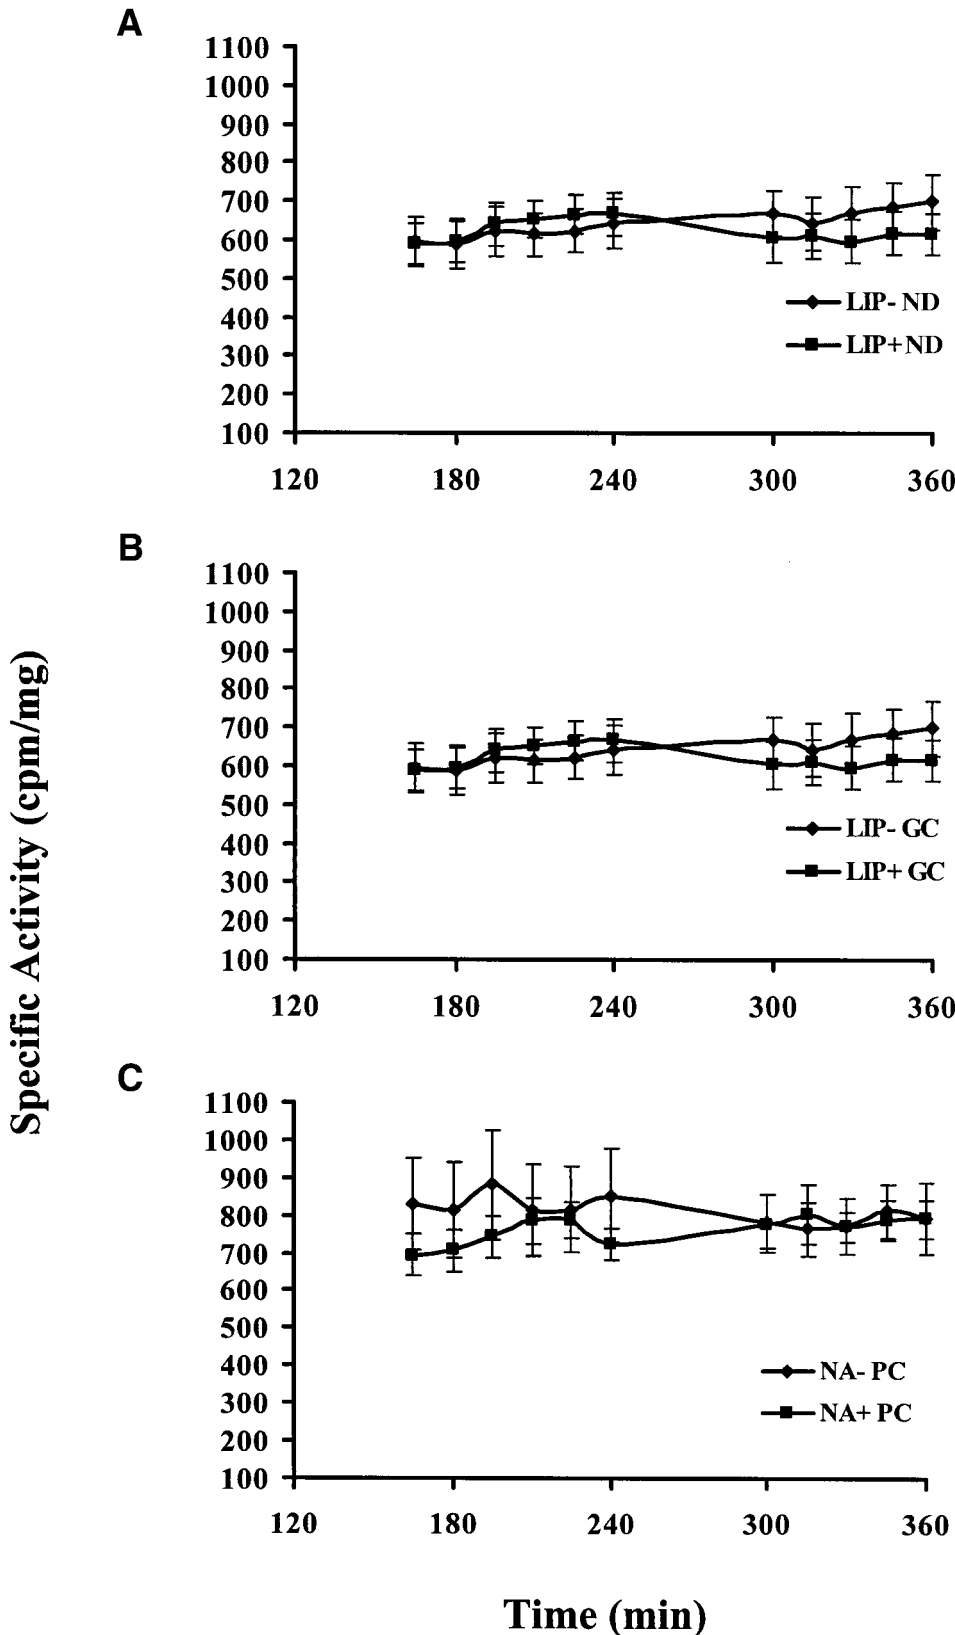 A
1100
1000
900
800
700
600
500
400
300
200
100
120 180 240 300 360
LIP- ND
LIP+ ND
B
1100
1000
900
800
700
600
500
400
300
200
100
120 180 240 300 360
LIP- GC
LIP+ GC
Specific Activity (cpm/mg)
C
1100
1000
900
800
700
600
500
400
300
200
100
120 180 240 300 360
NA- PC
NA+ PC
Time (min)